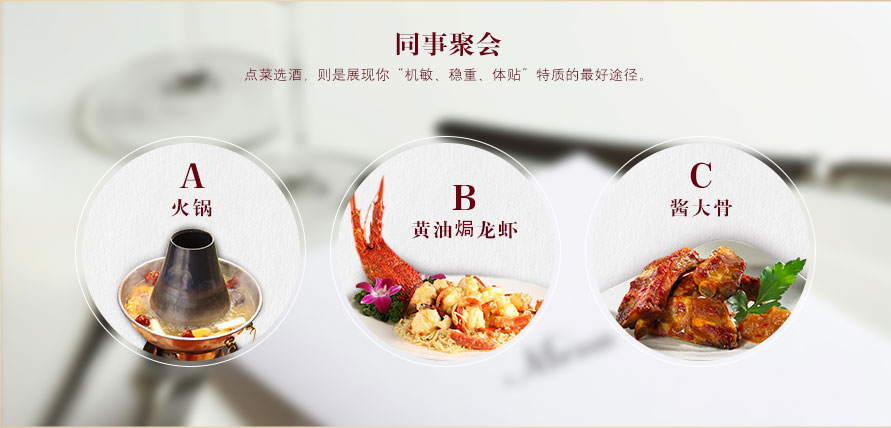 同事聚会
点菜选酒，则是展现你“机敏、稳重、体贴”特质的最好途径。
A
火锅
B
黄油焗龙虾
C
酱大骨
Menu